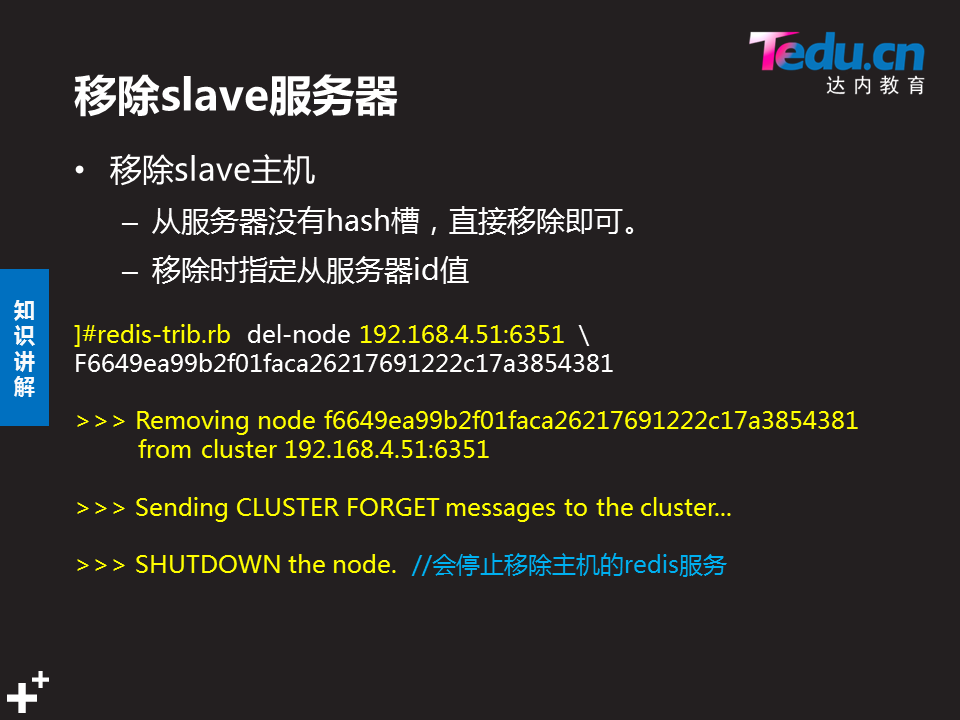 Tedu.cn
达内教育
移除slave服务器
• 移除slave主机
– 从服务器没有hash槽，直接移除即可。
– 移除时指定从服务器id值
知识讲解
]#redis-trib.rb del-node 192.168.4.51:6351 \
F6649ea99b2f01faca26217691222c17a3854381
>>> Removing node f6649ea99b2f01faca26217691222c17a3854381
from cluster 192.168.4.51:6351
>>> Sending CLUSTER FORGET messages to the cluster...
>>> SHUTDOWN the node. //会停止移除主机的redis服务